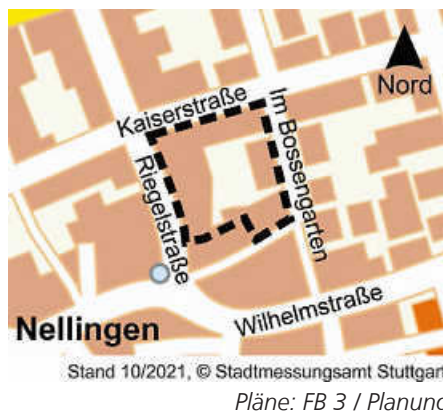 Nord
Kaiserstraße
Im Bossengarten
Riegelstraße
Wilhelmstraße
Nellingen
Stand 10/2021, © Stadtmessungsamt Stuttgart
Pläne: FB 3 / Planung